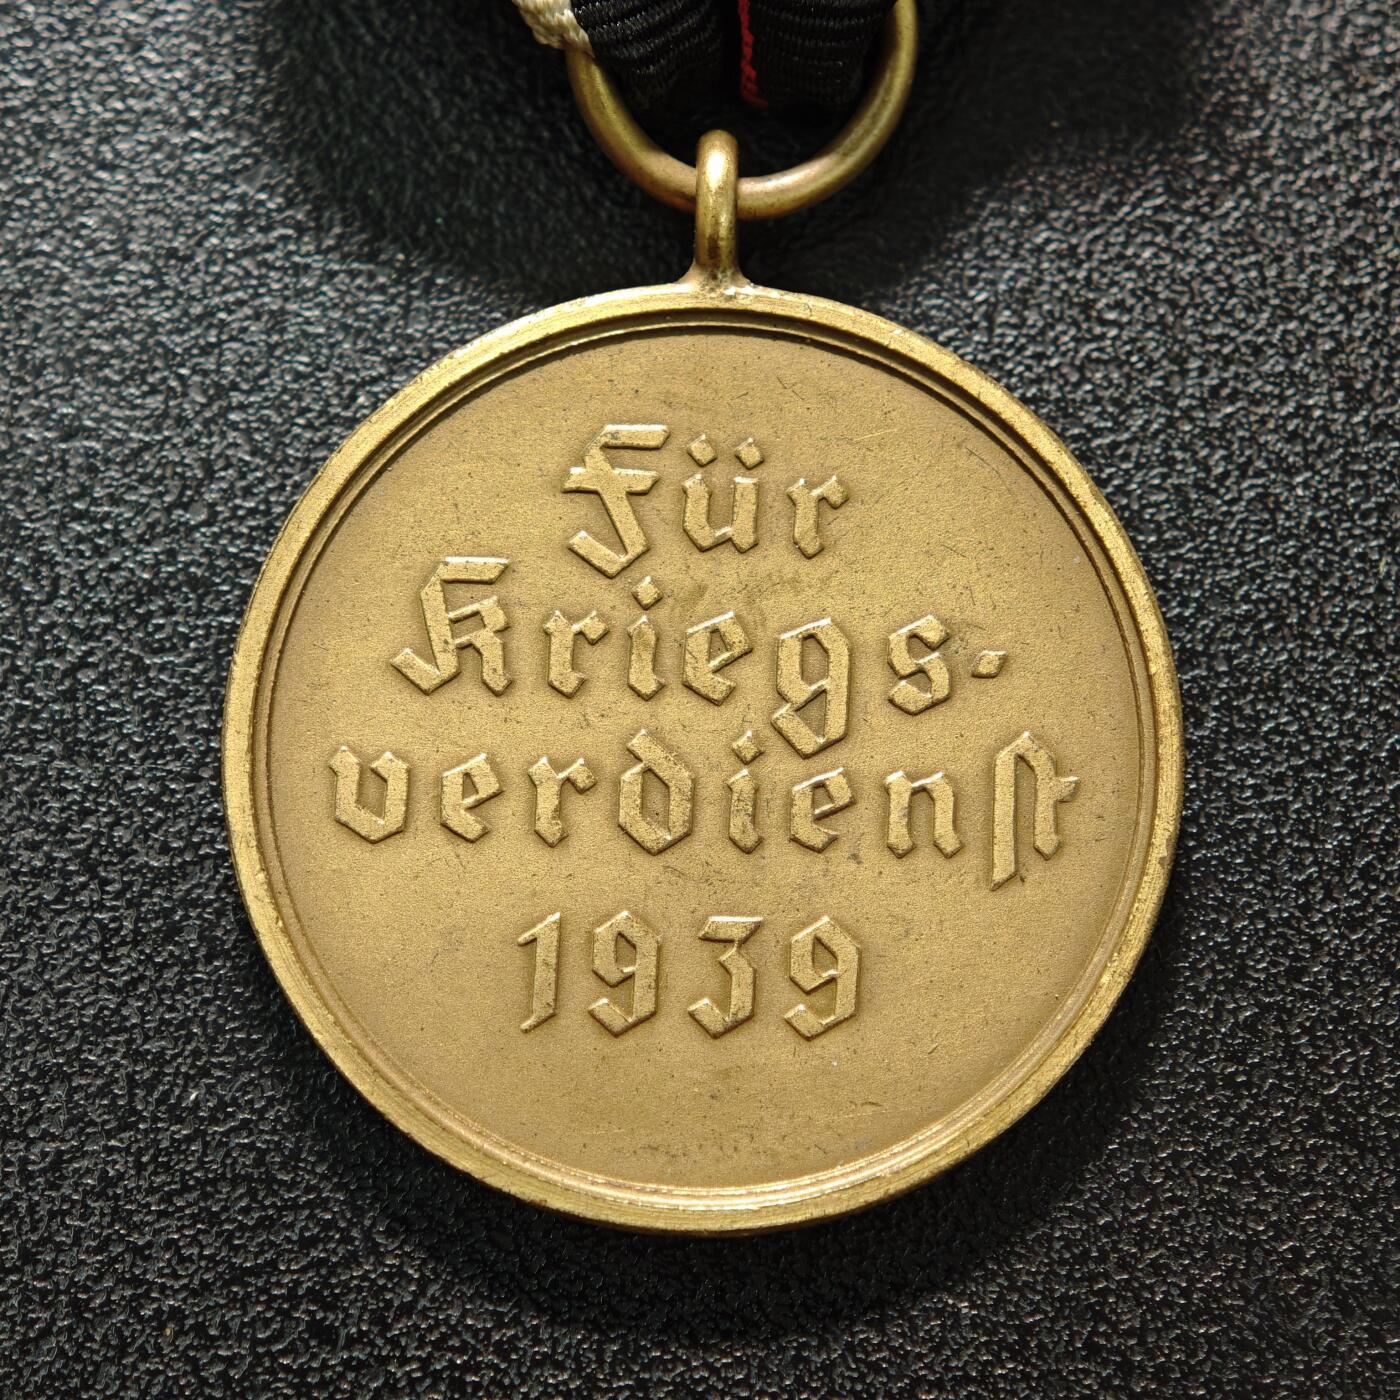 Für
Kriegs-
verdienst
1939